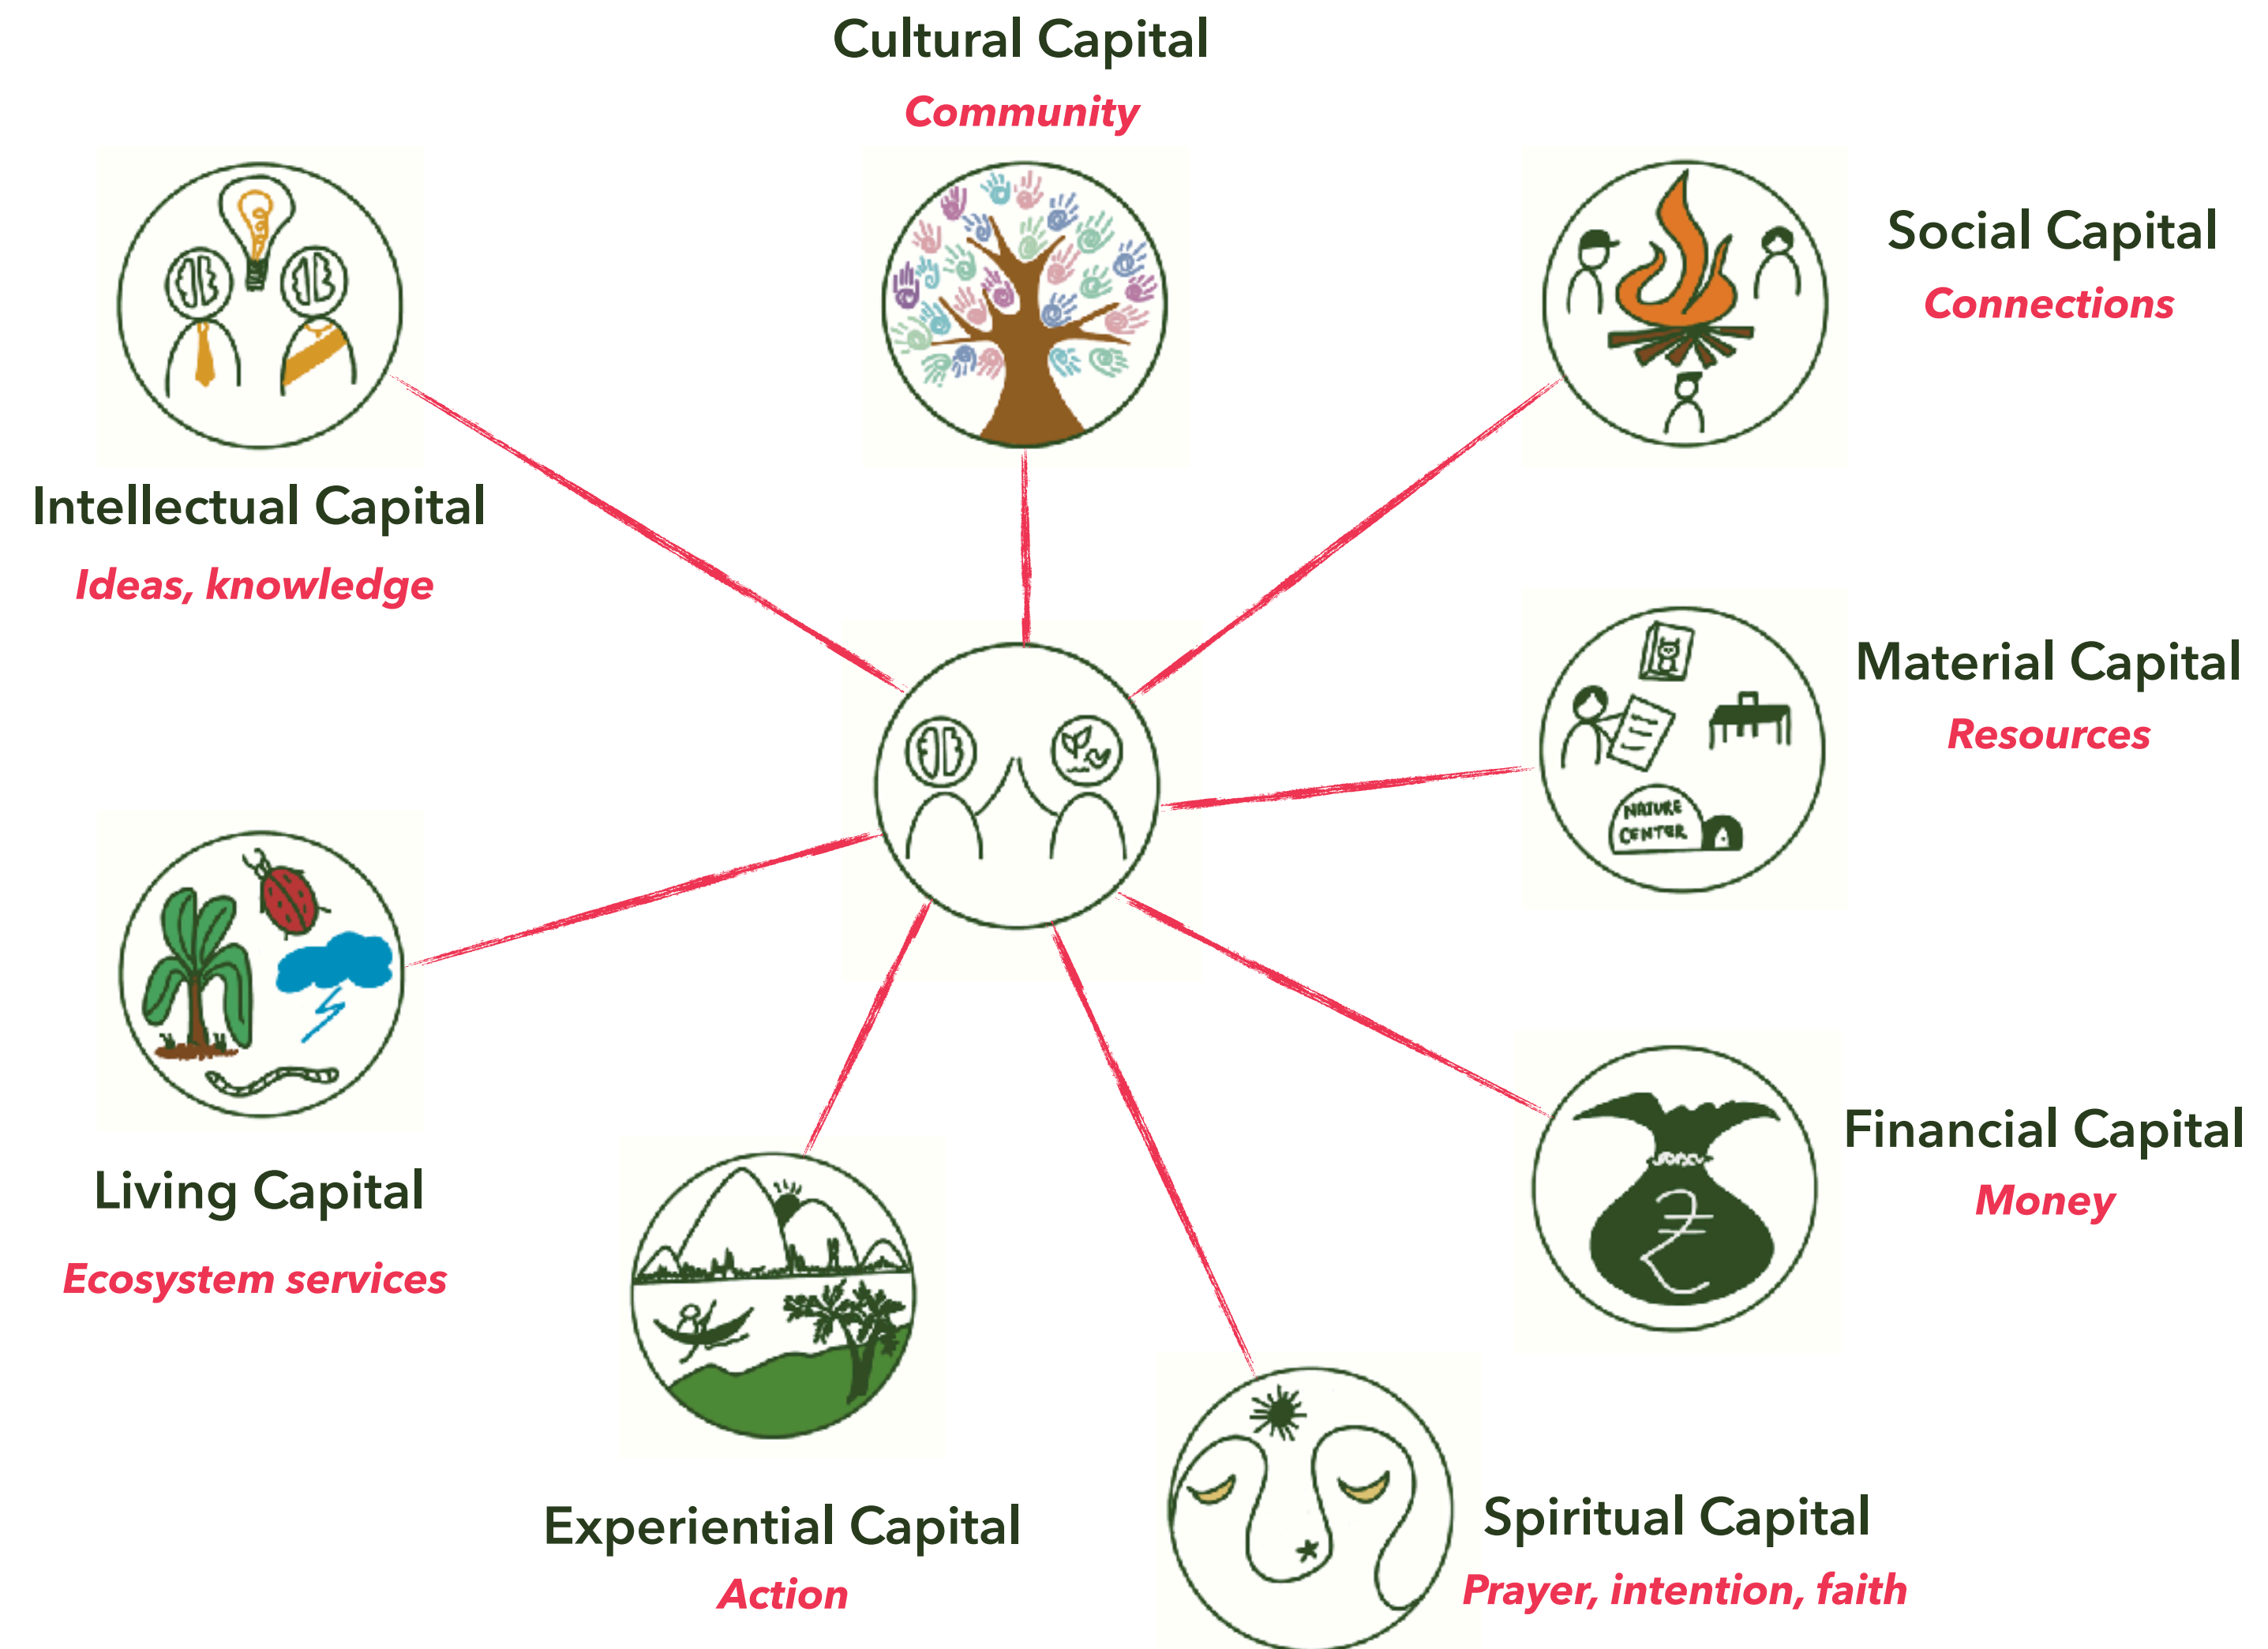 Cultural Capital
Community
Social Capital
Connections
Intellectual Capital
Ideas, knowledge
Material Capital
Resources
NATURE
CENTER
Living Capital
Ecosystem services
Financial Capital
Money
₹
Experiential Capital
Action
Spiritual Capital
Prayer, intention, faith